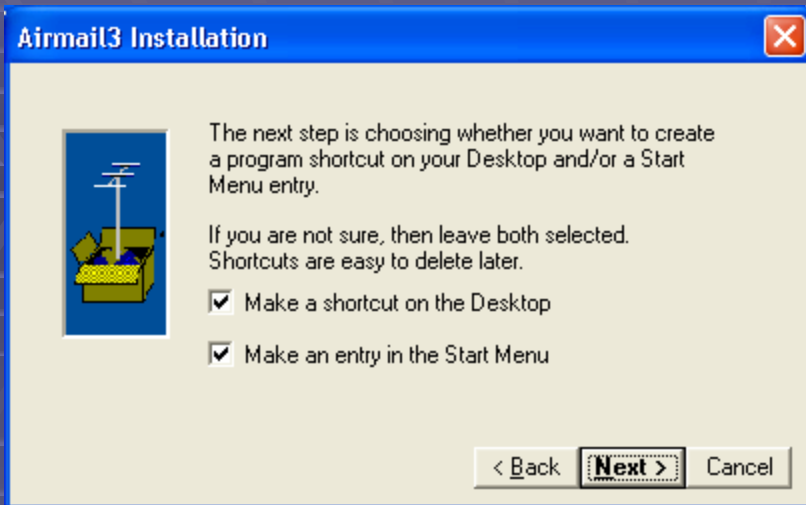 Airmail3 Installation
The next step is choosing whether you want to create
a program shortcut on your Desktop and/or a Start
Menu entry.
If you are not sure, then leave both selected.
Shortcuts are easy to delete later.
Make a shortcut on the Desktop
Make an entry in the Start Menu
< Back Next > Cancel